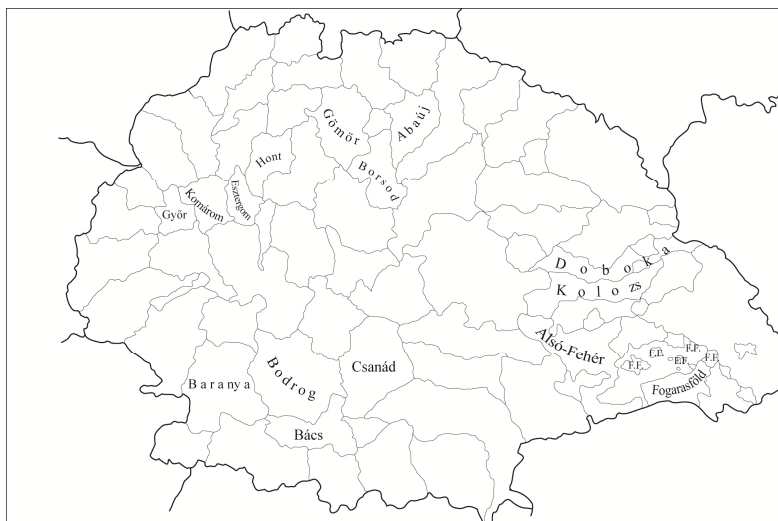 Gömör
Abaúj
Hont
Borsod
Esztergom
Komárom
Győr
Doboka
Kolozs
Alsó-Fehér
F.F.
F.F.
F.F.
F.F.
F.F.
Fogarasföld
Csanád
Bodrog
Baranya
Bács